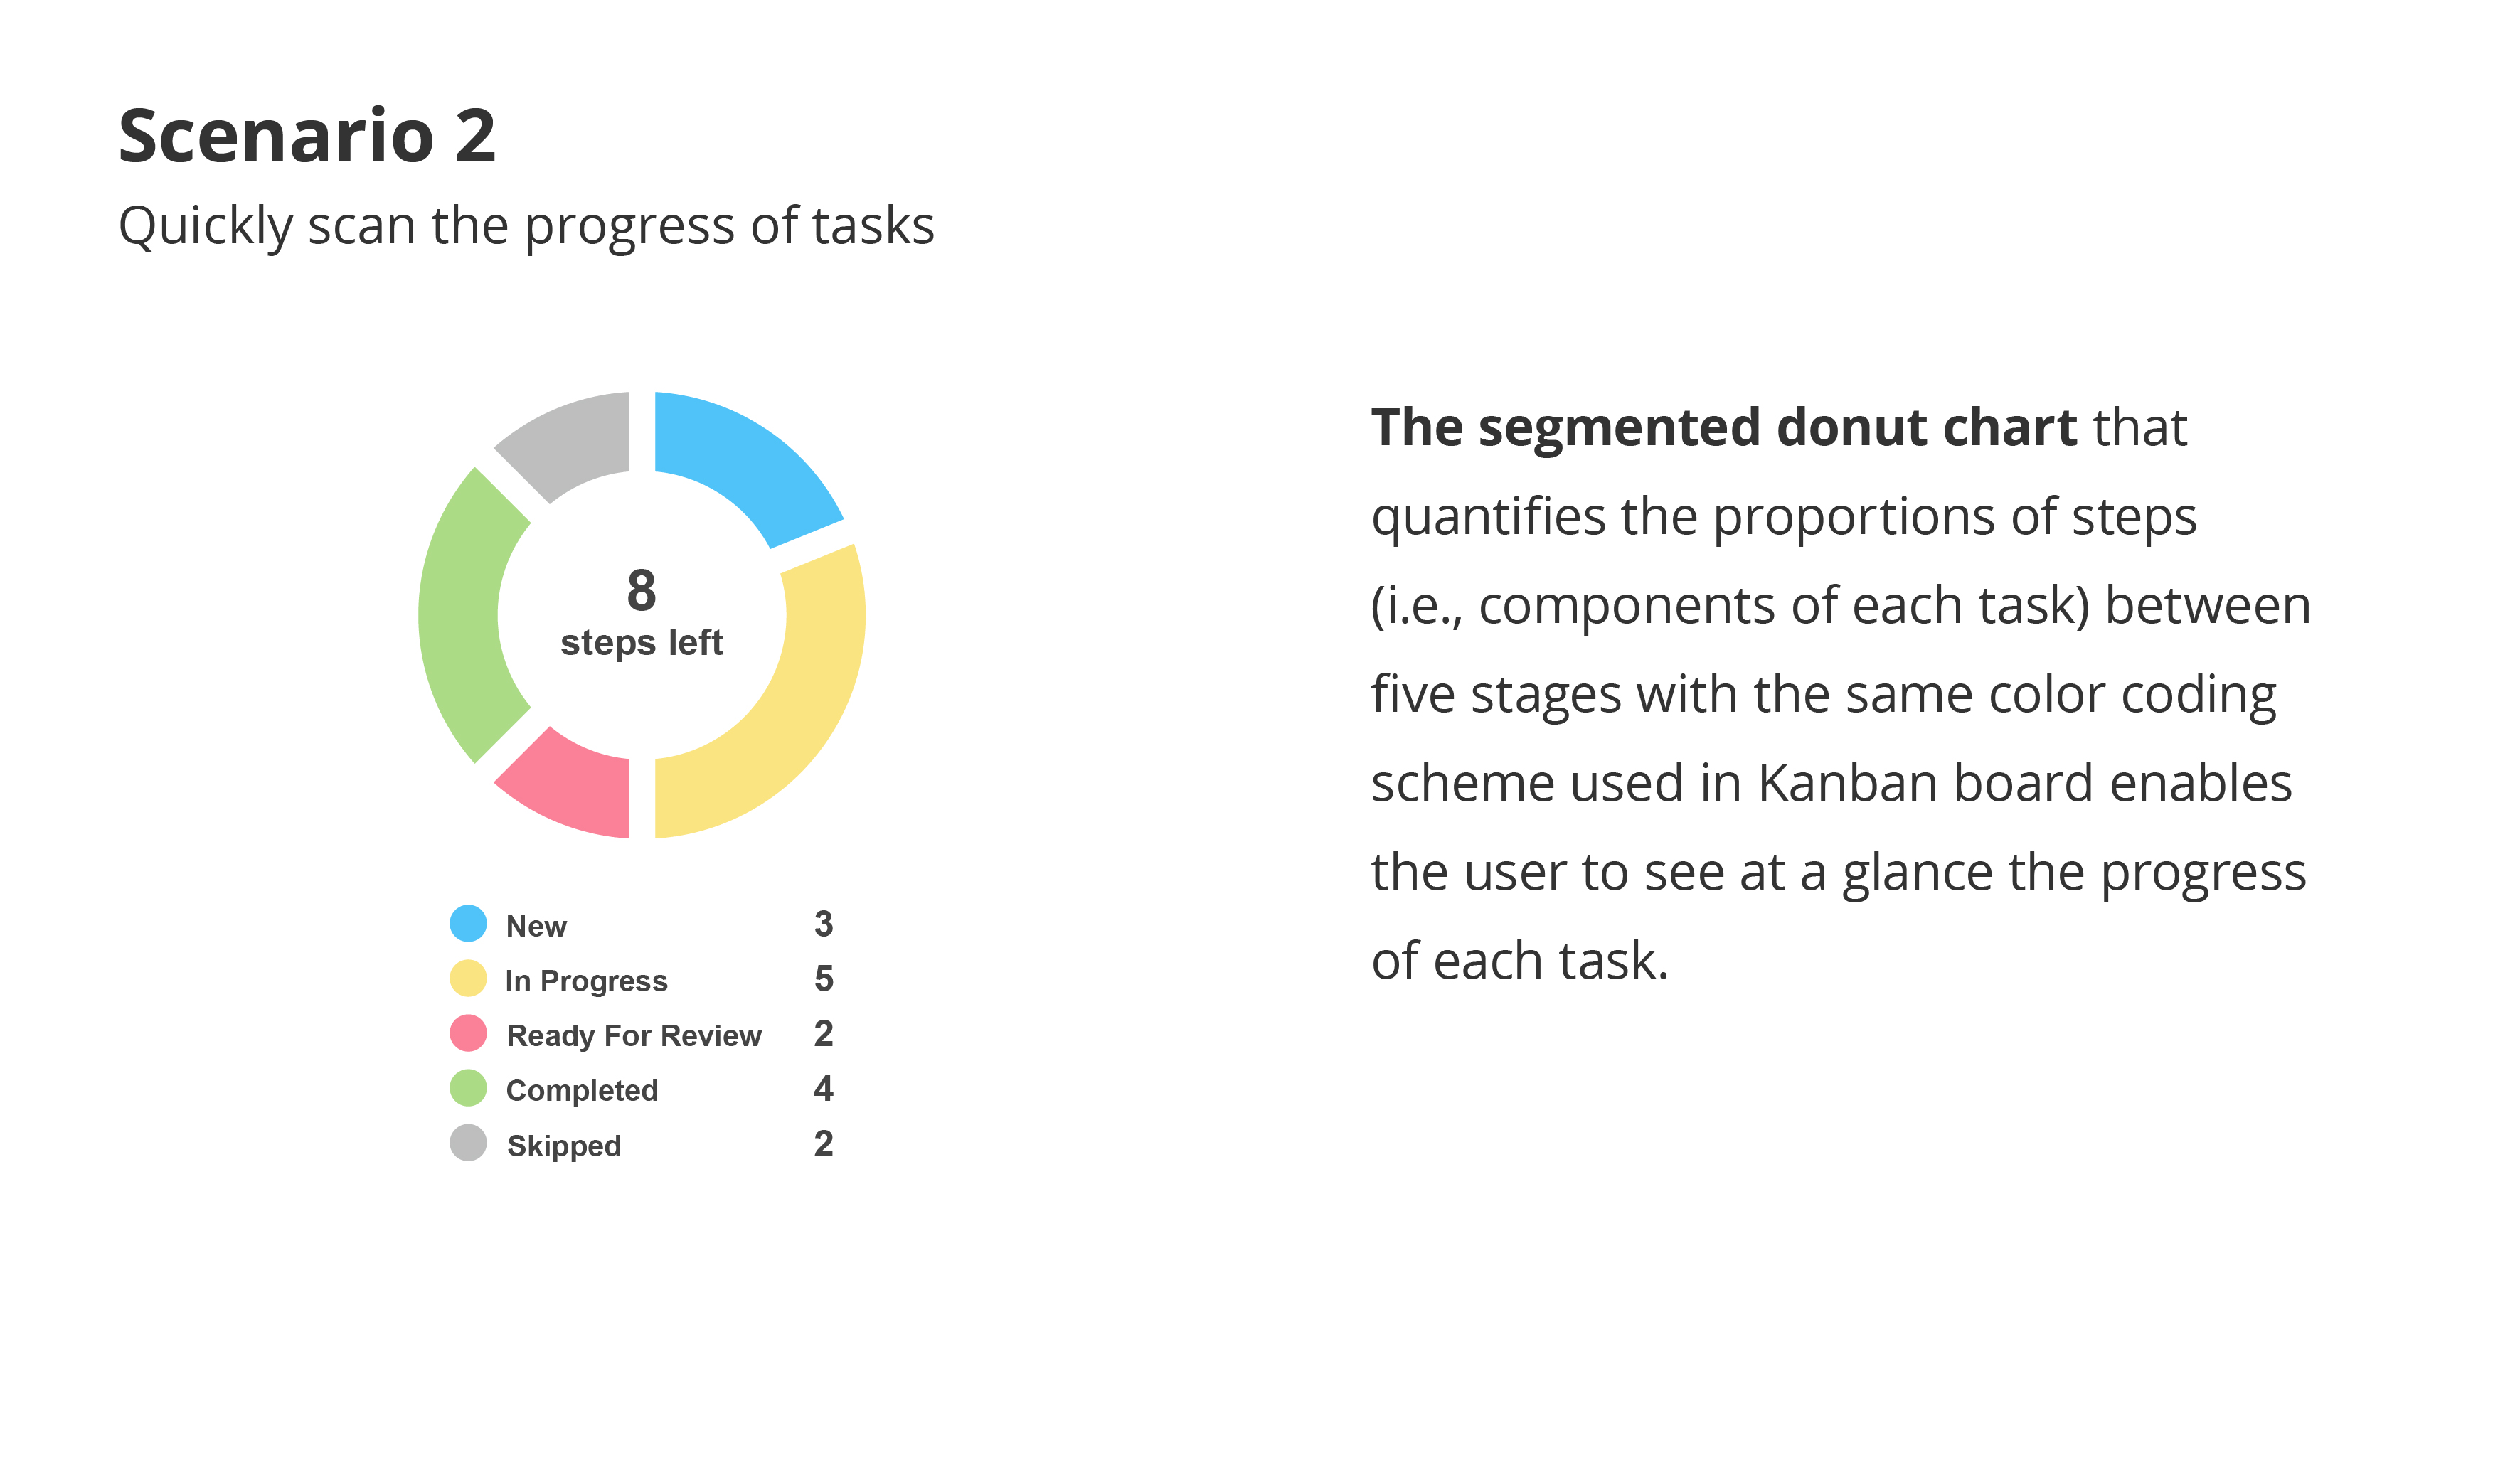 Scenario 2
Quickly scan the progress of tasks
8
steps left
New 3
In Progress 5
Ready For Review 2
Completed 4
Skipped 2
The segmented donut chart that
quantifies the proportions of steps
(i.e., components of each task) between
five stages with the same color coding
scheme used in Kanban board enables
the user to see at a glance the progress
of each task.